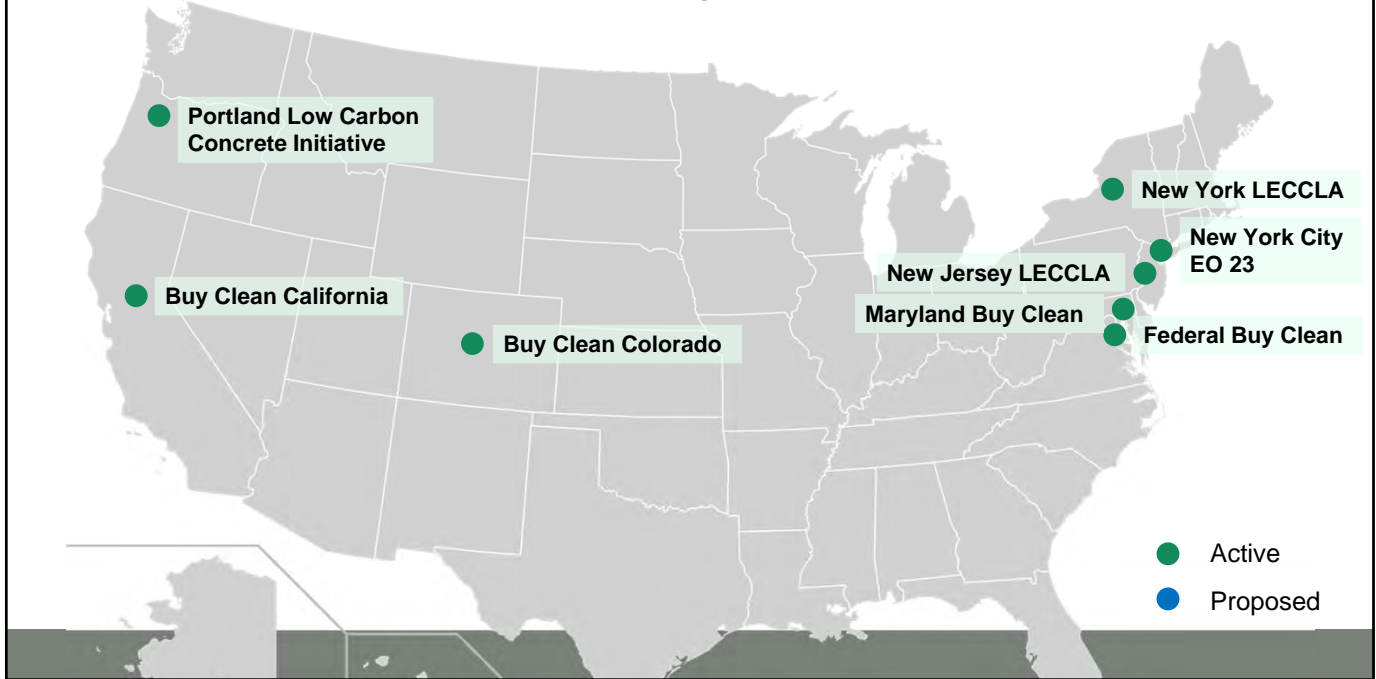 Portland Low Carbon
Concrete Initiative
New York LECCLA
New York City
EO 23
New Jersey LECCLA
Buy Clean California
Maryland Buy Clean
Federal Buy Clean
Buy Clean Colorado
Active
Proposed